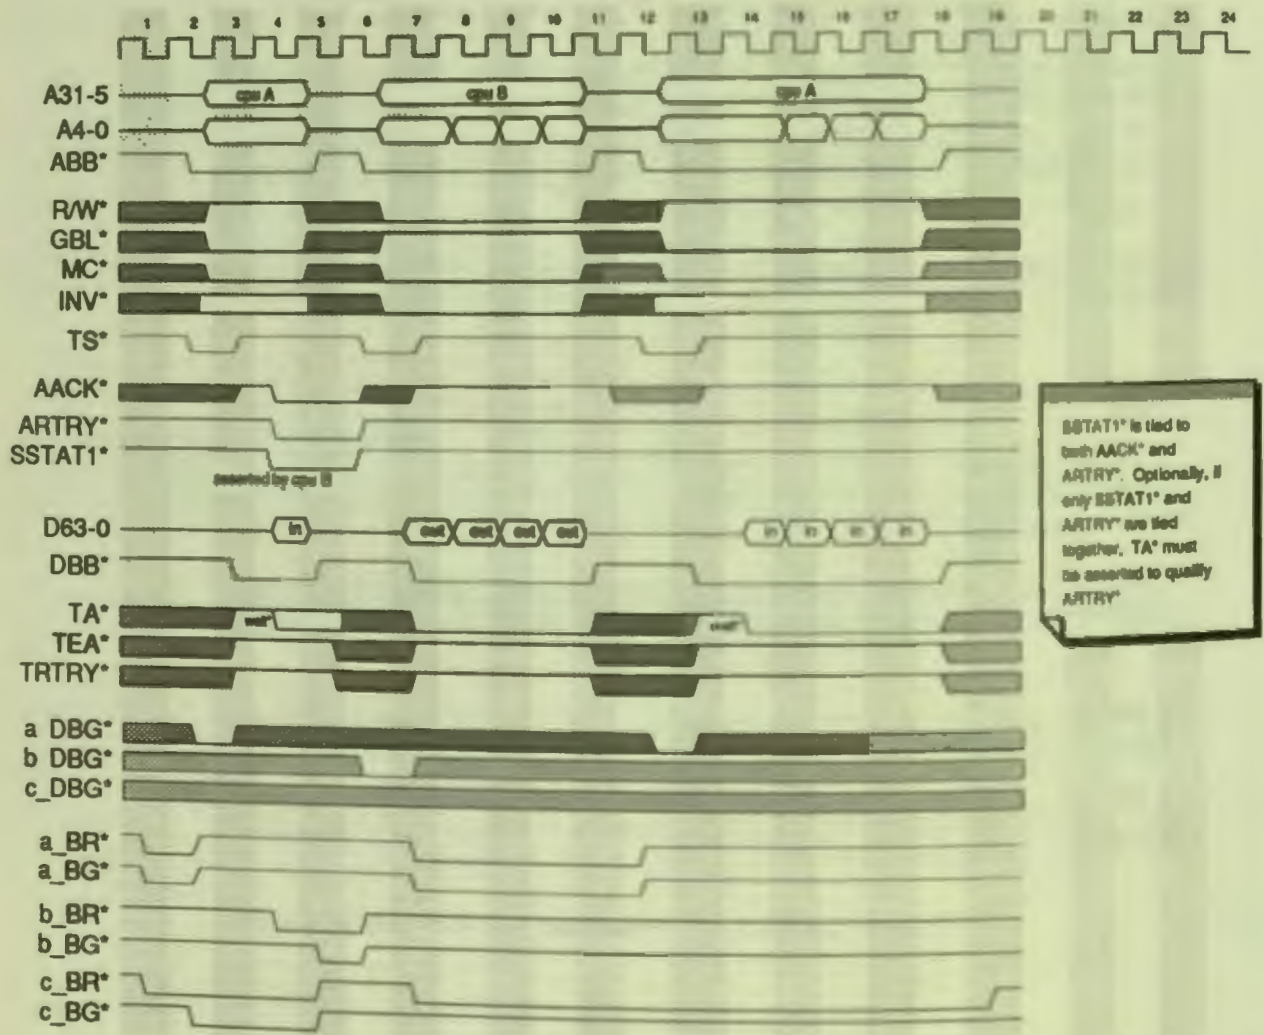 1 2 3 4 5 6 7 8 9 10 11 12 13 14 15 16 17 18 19 20 21 22 23 24
A31-5 cpu A cpu B cpu A
A4-0
ABB*
R/W*
GBL*
MC*
INV*
TS*
AACK*
ARTRY*
SSTAT1*
asserted by cpu B
D63-0 in out out out out in in in in
DBB*
TA* wait* wait*
TEA*
TRTRY*
a DBG*
b DBG*
c_DBG*
a_BR*
a_BG*
b_BR*
b_BG*
c_BR*
c_BG*
SSTAT1* is tied to
both AACK* and
ARTRY*. Optionally, if
only SSTAT1* and
ARTRY* are tied
together, TA* must
be asserted to qualify
ARTRY*